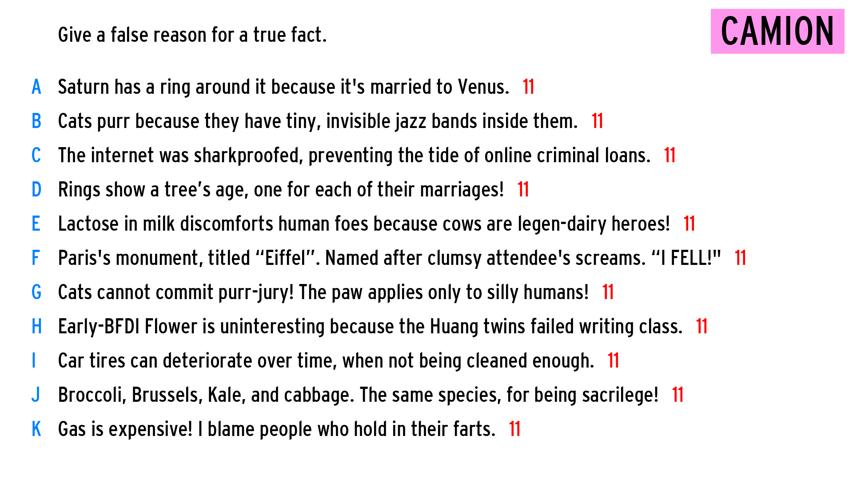 Give a false reason for a true fact.
CAMION
A Saturn has a ring around it because it's married to Venus. 11
B Cats purr because they have tiny, invisible jazz bands inside them. 11
C The internet was sharkproofed, preventing the tide of online criminal loans. 11
D Rings show a tree’s age, one for each of their marriages! 11
E Lactose in milk discomforts human foes because cows are legen-dairy heroes! 11
F Paris's monument, titled “Eiffel”. Named after clumsy attendee's screams. “I FELL!" 11
G Cats cannot commit purr-jury! The paw applies only to silly humans! 11
H Early-BFDI Flower is uninteresting because the Huang twins failed writing class. 11
I Car tires can deteriorate over time, when not being cleaned enough. 11
J Broccoli, Brussels, Kale, and cabbage. The same species, for being sacrilege! 11
K Gas is expensive! I blame people who hold in their farts. 11